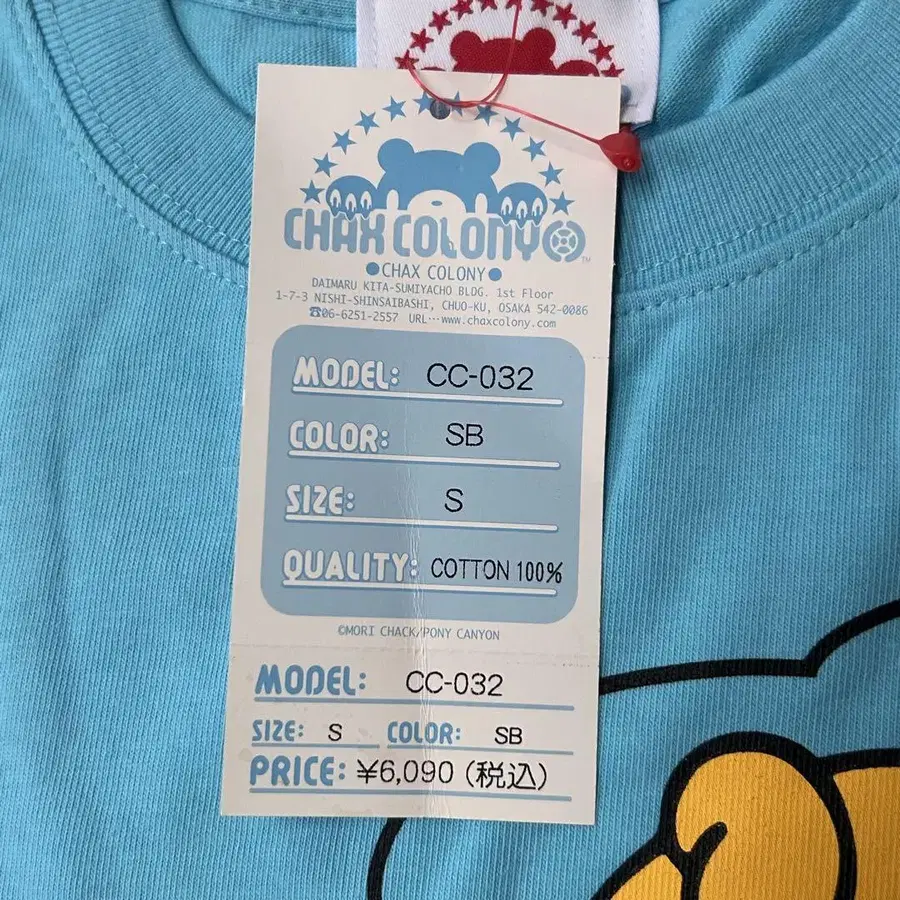 CHAX COLONY
TM
●CHAX COLONY●
DAIMARU KITA-SUMIYACHO BLDG. 1st Floor
1-7-3 NISHI-SHINSAIBASHI, CHUO-KU, OSAKA 542-0086
☎06-6251-2557 URL…www.chaxcolony.com
MODEL: CC-032
COLOR: SB
SIZE: S
QUALITY: COTTON 100%
©MORI CHACK/PONY CANYON
MODEL: CC-032
SIZE: S COLOR: SB
PRICE: ¥6,090 (税込)